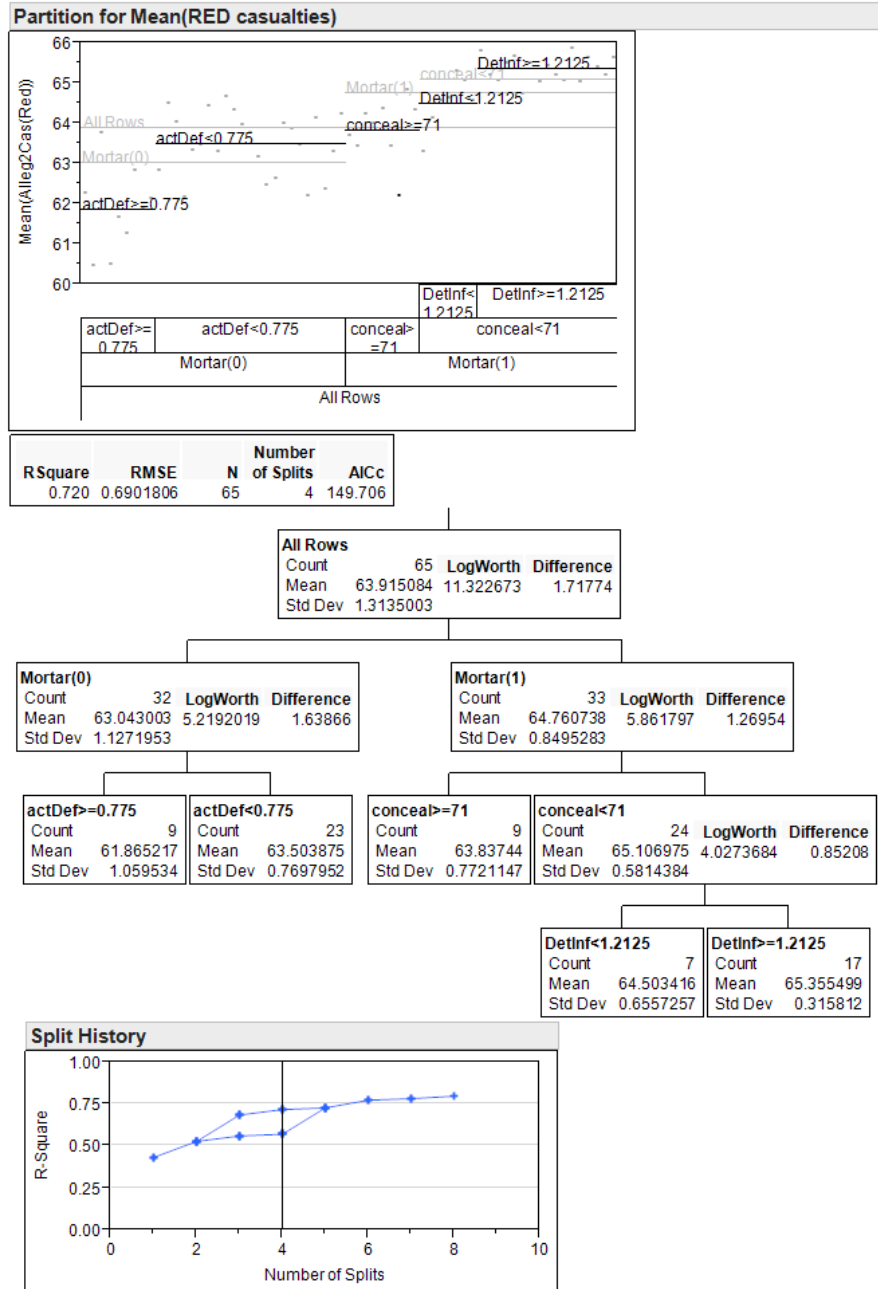 Partition for Mean(RED casualties)
Mean(Alleg2Cas(Red))
66
65
64
63
62
61
60
All Rows
Mortar(0)
actDef>=0.775
actDef<0.775
Mortar(1)
conceal>=71
conceal<71
DetInf<1.2125
DetInf>=1.2125
DetInf<
1.2125
DetInf>=1.2125
actDef>=
0.775
actDef<0.775
conceal>
=71
conceal<71
Mortar(0)
Mortar(1)
All Rows
RSquare RMSE N Number of Splits AICc
0.720 0.6901806 65 4 149.706
All Rows
Count 65 LogWorth Difference
Mean 63.915084 11.322673 1.71774
Std Dev 1.3135003
Mortar(0)
Count 32 LogWorth Difference
Mean 63.043003 5.2192019 1.63866
Std Dev 1.1271953
Mortar(1)
Count 33 LogWorth Difference
Mean 64.760738 5.861797 1.26954
Std Dev 0.8495283
actDef>=0.775
Count 9
Mean 61.865217
Std Dev 1.059534
actDef<0.775
Count 23
Mean 63.503875
Std Dev 0.7697952
conceal>=71
Count 9
Mean 63.83744
Std Dev 0.7721147
conceal<71
Count 24 LogWorth Difference
Mean 65.106975 4.0273684 0.85208
Std Dev 0.5814384
DetInf<1.2125
Count 7
Mean 64.503416
Std Dev 0.6557257
DetInf>=1.2125
Count 17
Mean 65.355499
Std Dev 0.315812
Split History
R-Square
1.00
0.75
0.50
0.25
0.00
0 2 4 6 8 10
Number of Splits